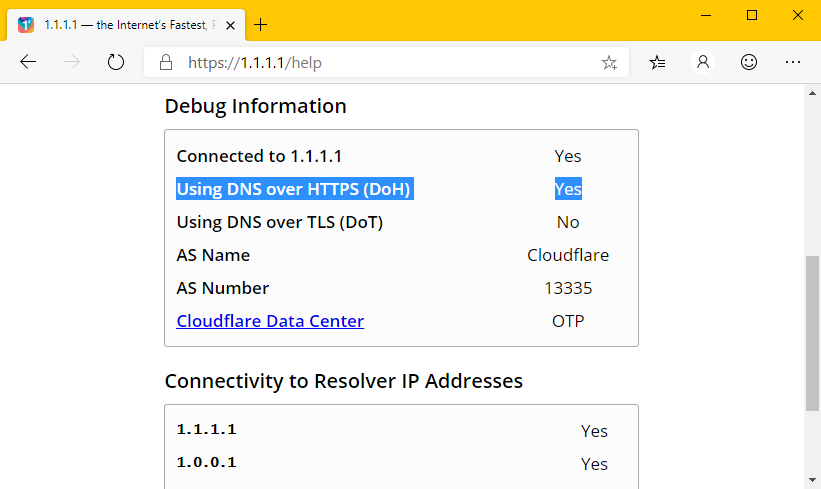 1.1.1.1 — the Internet's Fastest, P
https://1.1.1.1/help
Debug Information
Connected to 1.1.1.1 Yes
Using DNS over HTTPS (DoH) Yes
Using DNS over TLS (DoT) No
AS Name Cloudflare
AS Number 13335
Cloudflare Data Center OTP
Connectivity to Resolver IP Addresses
1.1.1.1 Yes
1.0.0.1 Yes